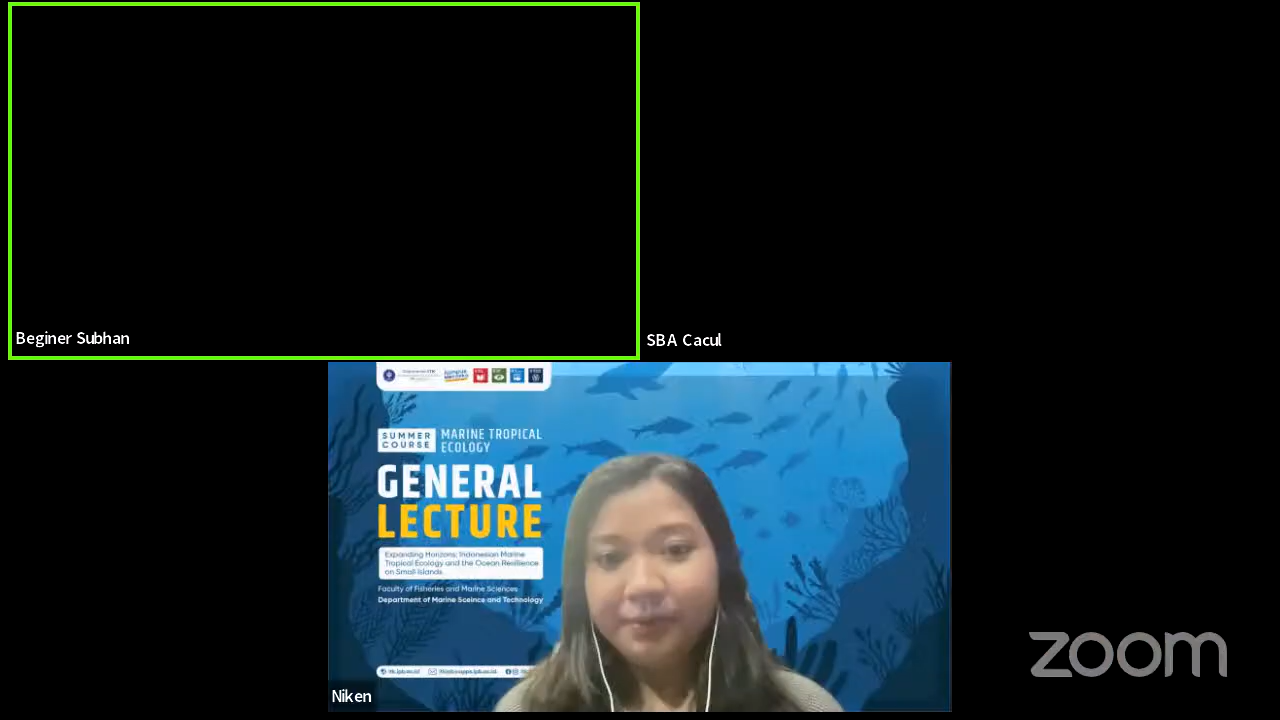 Beginer Subhan
SBA Cacul
SUMMER
COURSE
MARINE TROPICAL
ECOLOGY
GENERAL
LECTURE
Expanding Horizons: Indonesian Marine
Tropical Ecology and the Ocean Resilience
on Small Islands
Faculty of Fisheries and Marine Sciences
Department of Marine Sceince and Technology
Niken
zoom